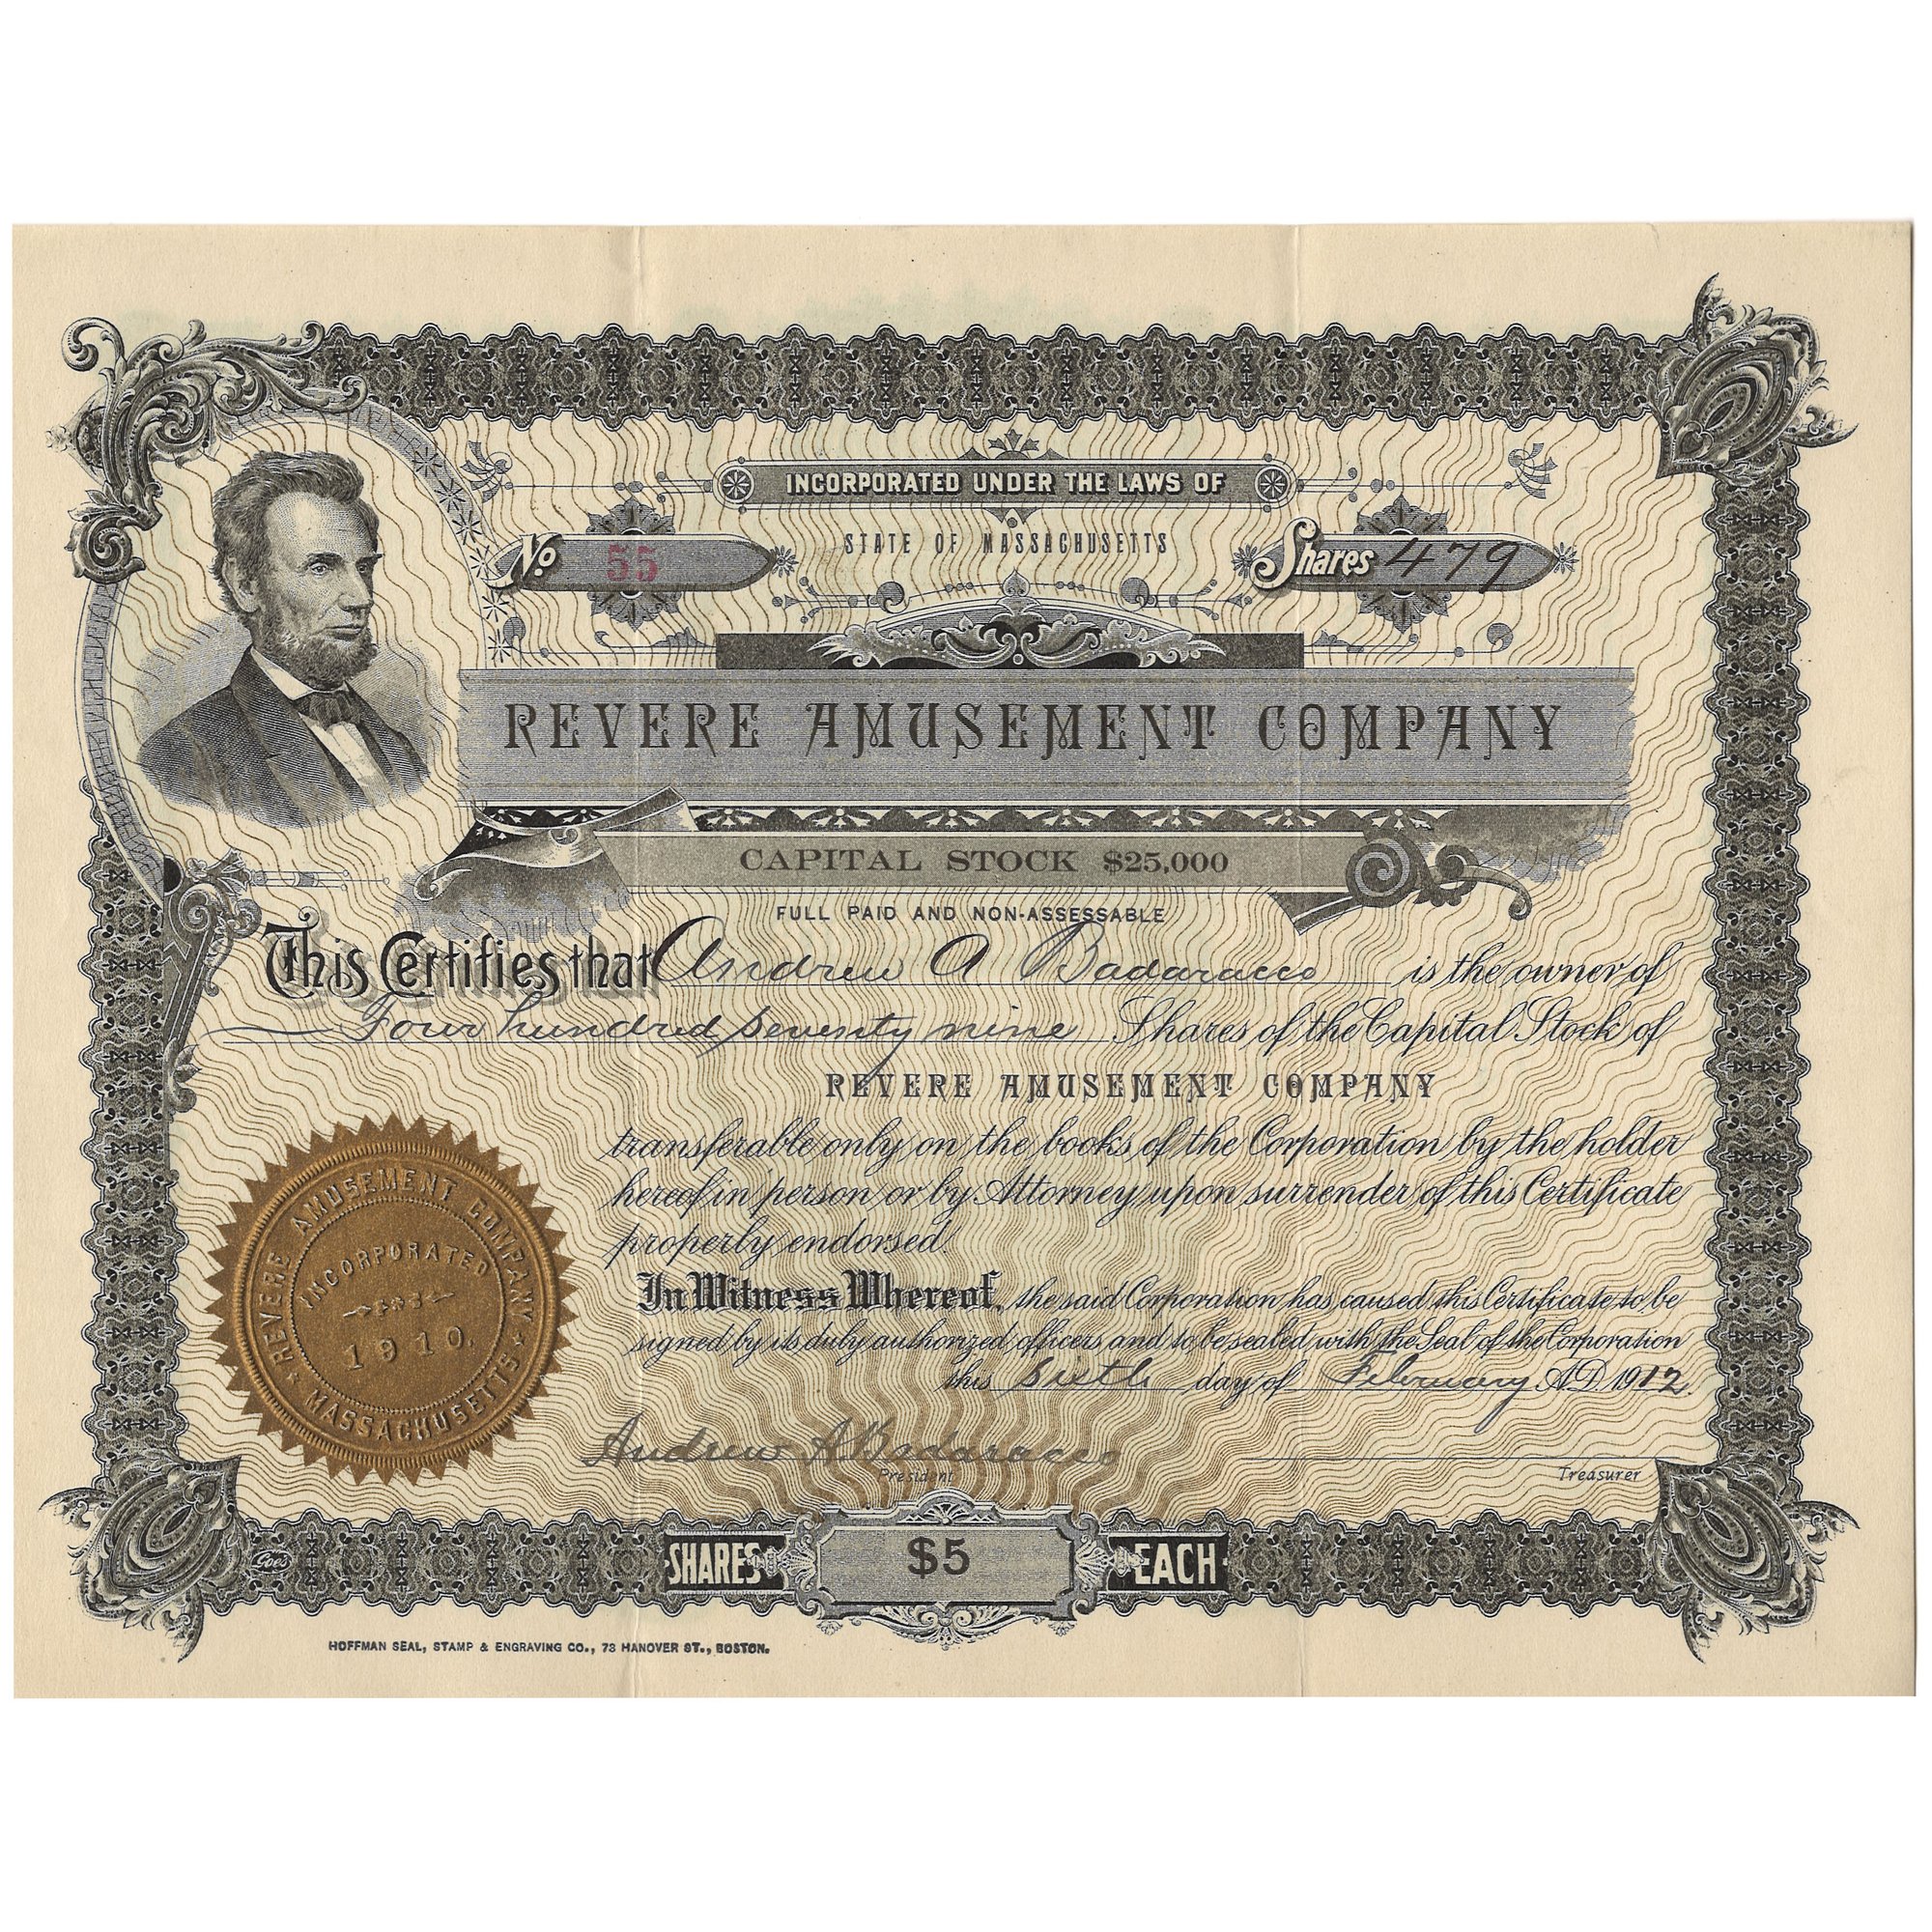 INCORPORATED UNDER THE LAWS OF
STATE OF MASSACHUSETTS
No. 55
Shares 479
REVERE AMUSEMENT COMPANY
CAPITAL STOCK $25,000
FULL PAID AND NON-ASSESSABLE
This Certifies that Andrew A Badaracco is the owner of
Four hundred seventy nine Shares of the Capital Stock of
REVERE AMUSEMENT COMPANY
transferable only on the books of the Corporation by the holder
hereof in person or by Attorney upon surrender of this Certificate
properly endorsed.
In Witness Whereof, the said Corporation has caused this Certificate to be
signed by its duly authorized officers and to be sealed with the Seal of the Corporation
this sixth day of February A.D. 1912
Andrew A Badaracco
President
Treasurer
REVERE AMUSEMENT COMPANY
MASSACHUSETTS
INCORPORATED
1910.
Goes
SHARES $5 EACH
HOFFMAN SEAL, STAMP & ENGRAVING CO., 73 HANOVER ST., BOSTON.